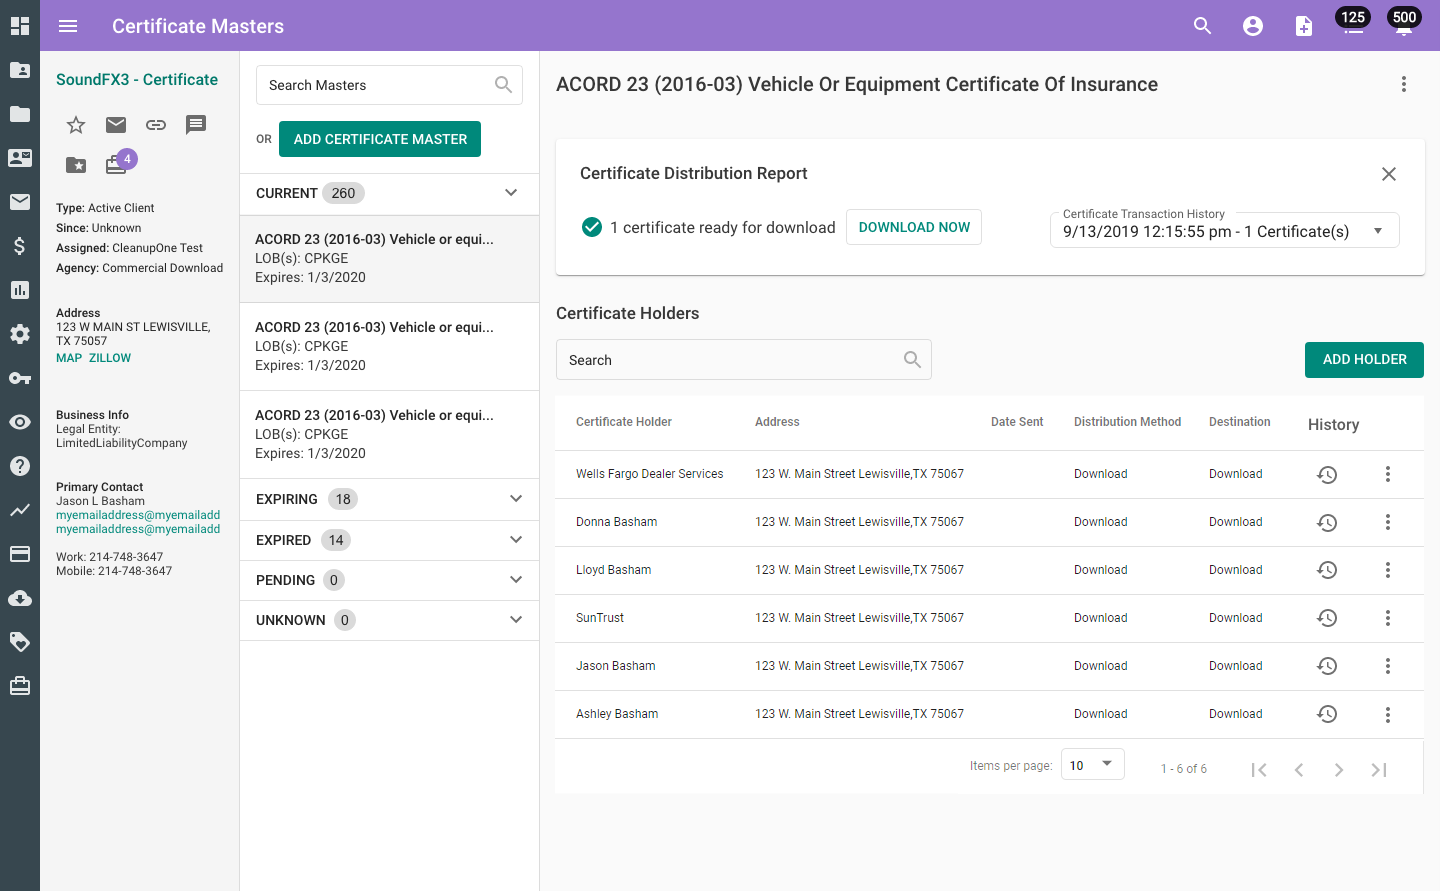 Certificate Masters
125
500
SoundFX3 - Certificate
4
Type: Active Client
Since: Unknown
Assigned: CleanupOne Test
Agency: Commercial Download
Address
123 W MAIN ST LEWISVILLE,
TX 75057
MAP ZILLOW
Business Info
Legal Entity:
LimitedLiabilityCompany
Primary Contact
Jason L Basham
myemailaddress@myemailadd
myemailaddress@myemailadd
Work: 214-748-3647
Mobile: 214-748-3647
Search Masters
OR ADD CERTIFICATE MASTER
CURRENT 260
ACORD 23 (2016-03) Vehicle or equi...
LOB(s): CPKGE
Expires: 1/3/2020
ACORD 23 (2016-03) Vehicle or equi...
LOB(s): CPKGE
Expires: 1/3/2020
ACORD 23 (2016-03) Vehicle or equi...
LOB(s): CPKGE
Expires: 1/3/2020
EXPIRING 18
EXPIRED 14
PENDING 0
UNKNOWN 0
ACORD 23 (2016-03) Vehicle Or Equipment Certificate Of Insurance
Certificate Distribution Report
1 certificate ready for download DOWNLOAD NOW
Certificate Transaction History
9/13/2019 12:15:55 pm - 1 Certificate(s)
Certificate Holders
Search
ADD HOLDER
Certificate Holder Address Date Sent Distribution Method Destination History
Wells Fargo Dealer Services 123 W. Main Street Lewisville,TX 75067 Download Download
Donna Basham 123 W. Main Street Lewisville,TX 75067 Download Download
Lloyd Basham 123 W. Main Street Lewisville,TX 75067 Download Download
SunTrust 123 W. Main Street Lewisville,TX 75067 Download Download
Jason Basham 123 W. Main Street Lewisville,TX 75067 Download Download
Ashley Basham 123 W. Main Street Lewisville,TX 75067 Download Download
Items per page: 10 1 - 6 of 6